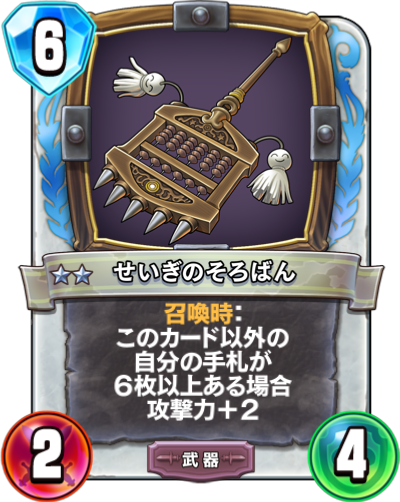 6
せいぎのそろばん
召喚時:
このカード以外の
自分の手札が
6枚以上ある場合
攻撃力+2
2
武器
4